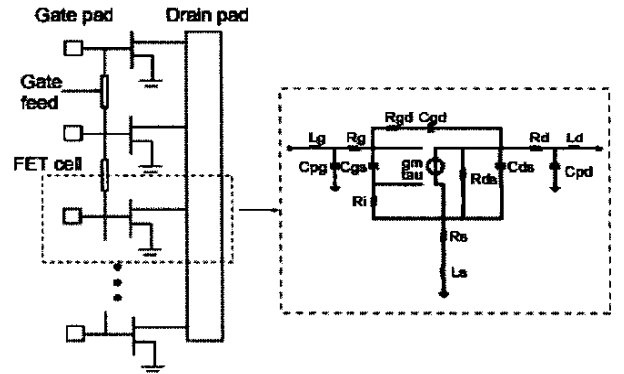 Gate pad Drain pad
Gate
feed
FET cell
Rgd Cgd
Lg Rg Rd Ld
Cpg Cgs gm tau Rds Cds Cpd
Ri
Rs
Ls